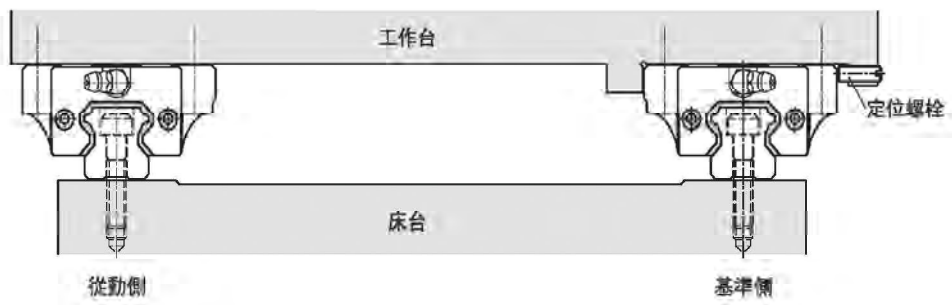 工作台
定位螺栓
床台
從動側
基準側